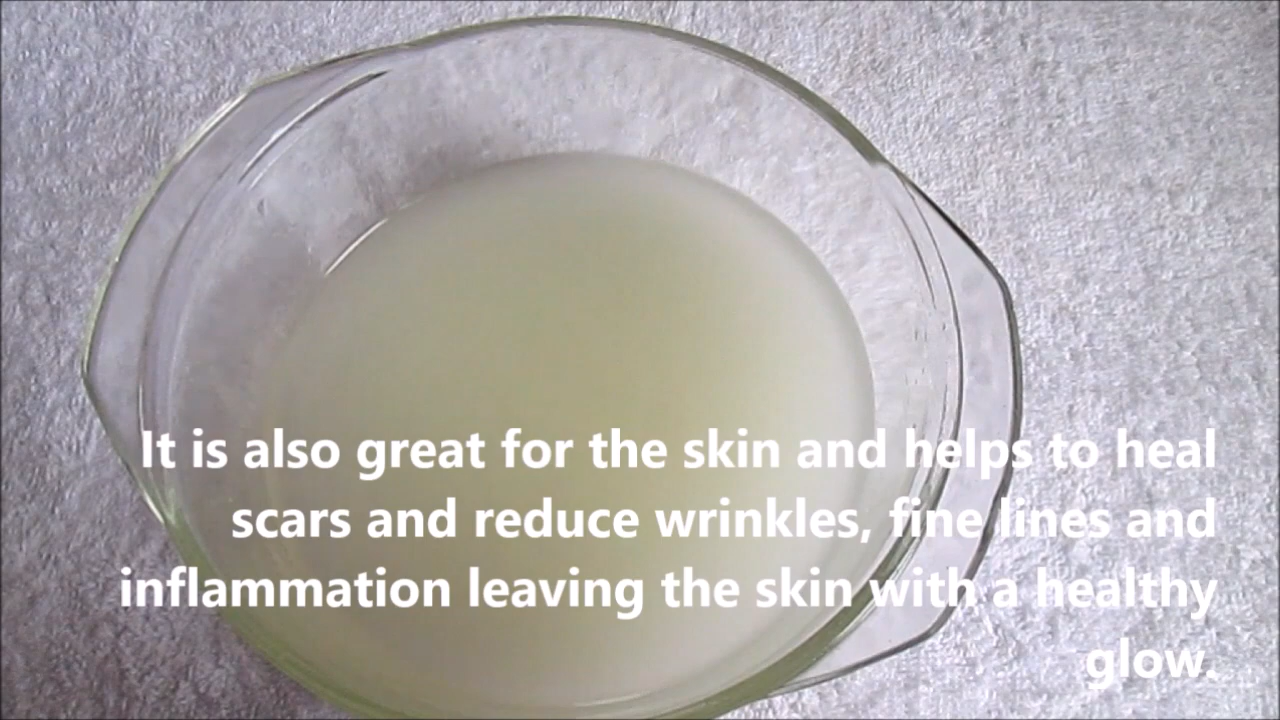 It is also great for the skin and helps to heal
scars and reduce wrinkles, fine lines and
inflammation leaving the skin with a healthy
glow.